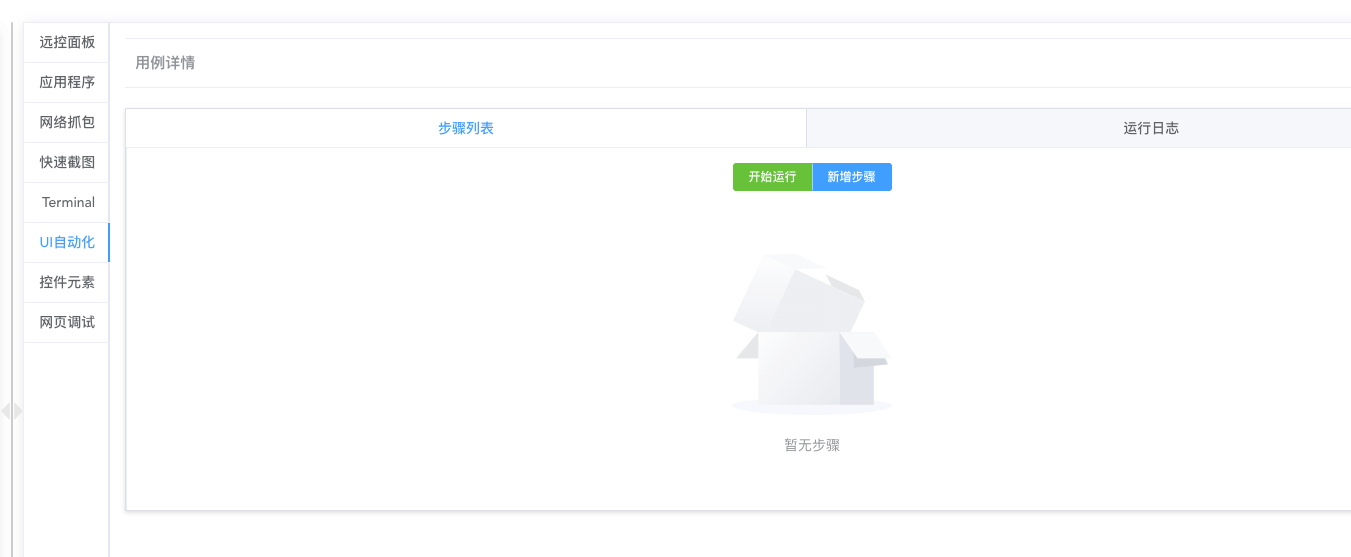 远控面板
应用程序
网络抓包
快速截图
Terminal
UI自动化
控件元素
网页调试
用例详情
步骤列表
运行日志
开始运行
新增步骤
暂无步骤